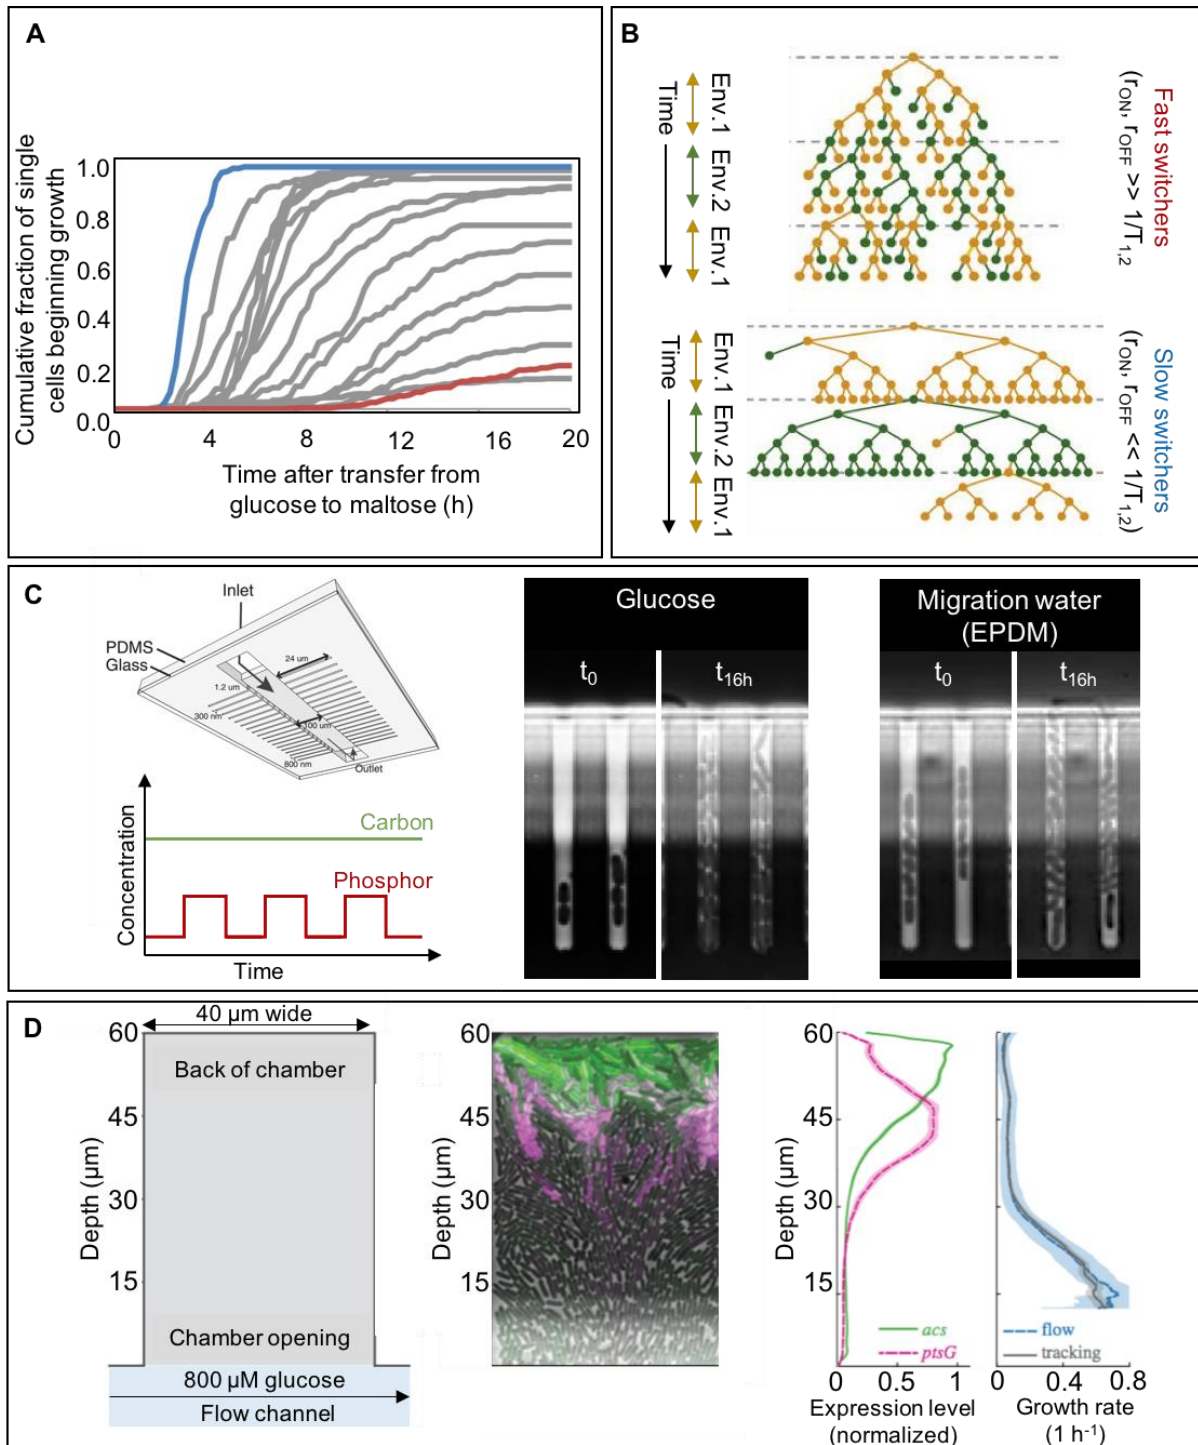 A
Cumulative fraction of single
cells beginning growth
1.0
0.8
0.6
0.4
0.2
0.0
0
4
8
12
16
20
Time after transfer from
glucose to maltose (h)
B
Time
Env.1
Env.2
Env.1
Fast switchers
(rON, rOFF >> 1/T1,2
Time
Env.1
Env.2
Env.1
Slow switchers
(rON, rOFF << 1/T1,2)
C
Inlet
PDMS
Glass
24 um
1.2 um
300 nm
100 um
800 nm
Outlet
Concentration
Carbon
Phosphor
Time
Glucose
t0
t16h
Migration water
(EPDM)
t0
t16h
D
40 µm wide
60
45
30
15
Depth (µm)
Back of chamber
Chamber opening
800 µM glucose
Flow channel
60
45
30
15
Depth (µm)
60
45
30
15
Depth (µm)
acs
ptsG
0
0.5
1
Expression level
(normalized)
flow
tracking
0
0.4
0.8
Growth rate
(1 h-1)